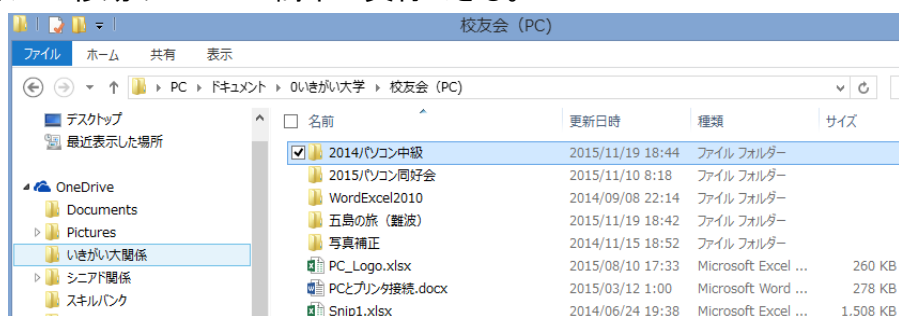 校友会 (PC)
ファイル ホーム 共有 表示
PC ドキュメント 0いきがい大学 校友会 (PC)
デスクトップ
最近表示した場所
OneDrive
Documents
Pictures
いきがい大関係
シニアド関係
スキルバンク
名前 更新日時 種類 サイズ
2014パソコン中級 2015/11/19 18:44 ファイル フォルダー
2015パソコン同好会 2015/11/10 8:18 ファイル フォルダー
WordExcel2010 2014/09/08 22:14 ファイル フォルダー
五島の旅（難波） 2015/11/19 18:42 ファイル フォルダー
写真補正 2014/11/15 18:52 ファイル フォルダー
PC_Logo.xlsx 2015/08/10 17:33 Microsoft Excel ... 260 KB
PCとプリンタ接続.docx 2015/03/12 1:00 Microsoft Word ... 278 KB
Snip1.xlsx 2014/06/24 19:38 Microsoft Excel ... 1,508 KB